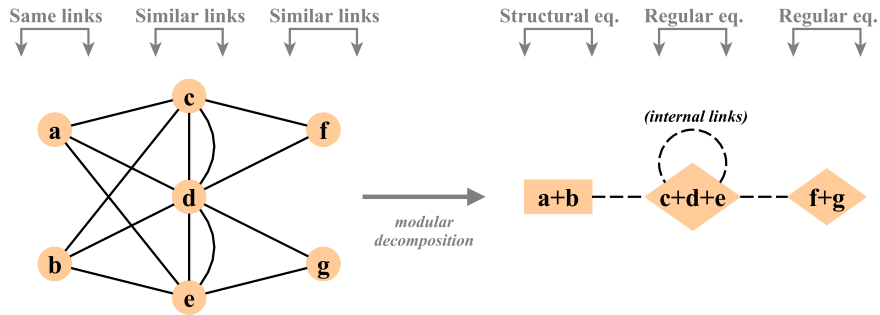 Same links
Similar links
Similar links
Structural eq.
Regular eq.
Regular eq.
c
a
f
d
b
g
e
modular
decomposition
(internal links)
a+b
c+d+e
f+g